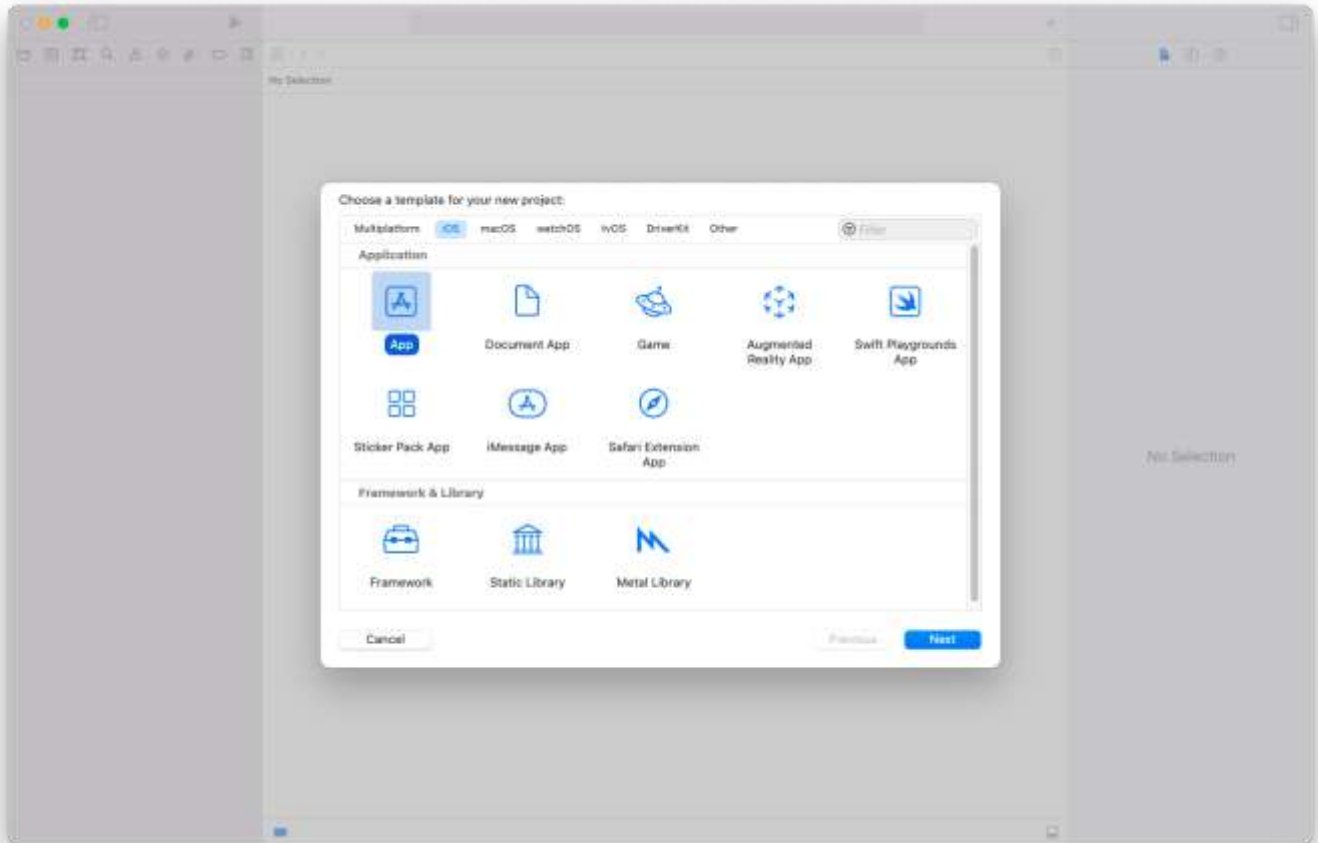 No Selection
Choose a template for your new project:
Multiplatform iOS macOS watchOS tvOS DriverKit Other
Filter
Application
App Document App Game Augmented Reality App Swift Playgrounds App
Sticker Pack App iMessage App Safari Extension App
No Selection
Framework & Library
Framework Static Library Metal Library
Cancel Previous Next